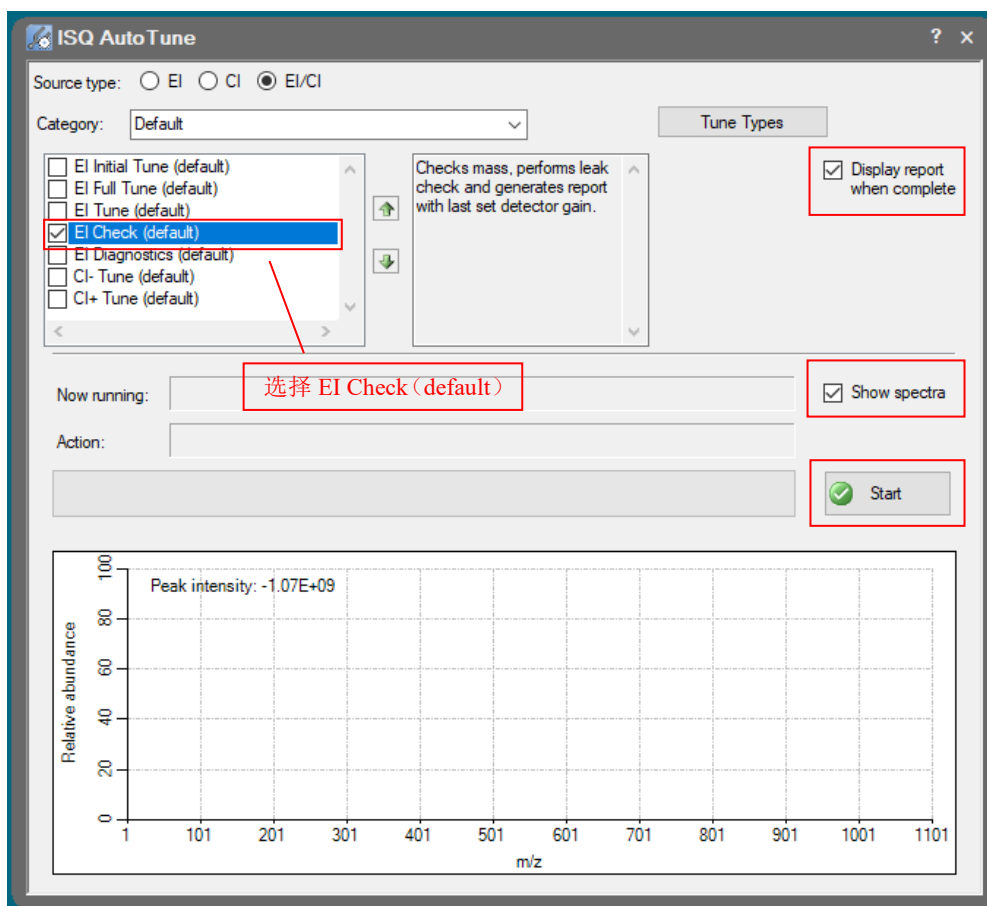 ISQ AutoTune
? ×
Source type: EI CI EI/CI
Category: Default
Tune Types
EI Initial Tune (default)
EI Full Tune (default)
EI Tune (default)
EI Check (default)
EI Diagnostics (default)
CI- Tune (default)
CI+ Tune (default)
Checks mass, performs leak
check and generates report
with last set detector gain.
Display report
when complete
选择 EI Check（default）
Now running:
Show spectra
Action:
Start
Peak intensity: -1.07E+09
Relative abundance
100
80
60
40
20
0
1 101 201 301 401 501 601 701 801 901 1001 1101
m/z